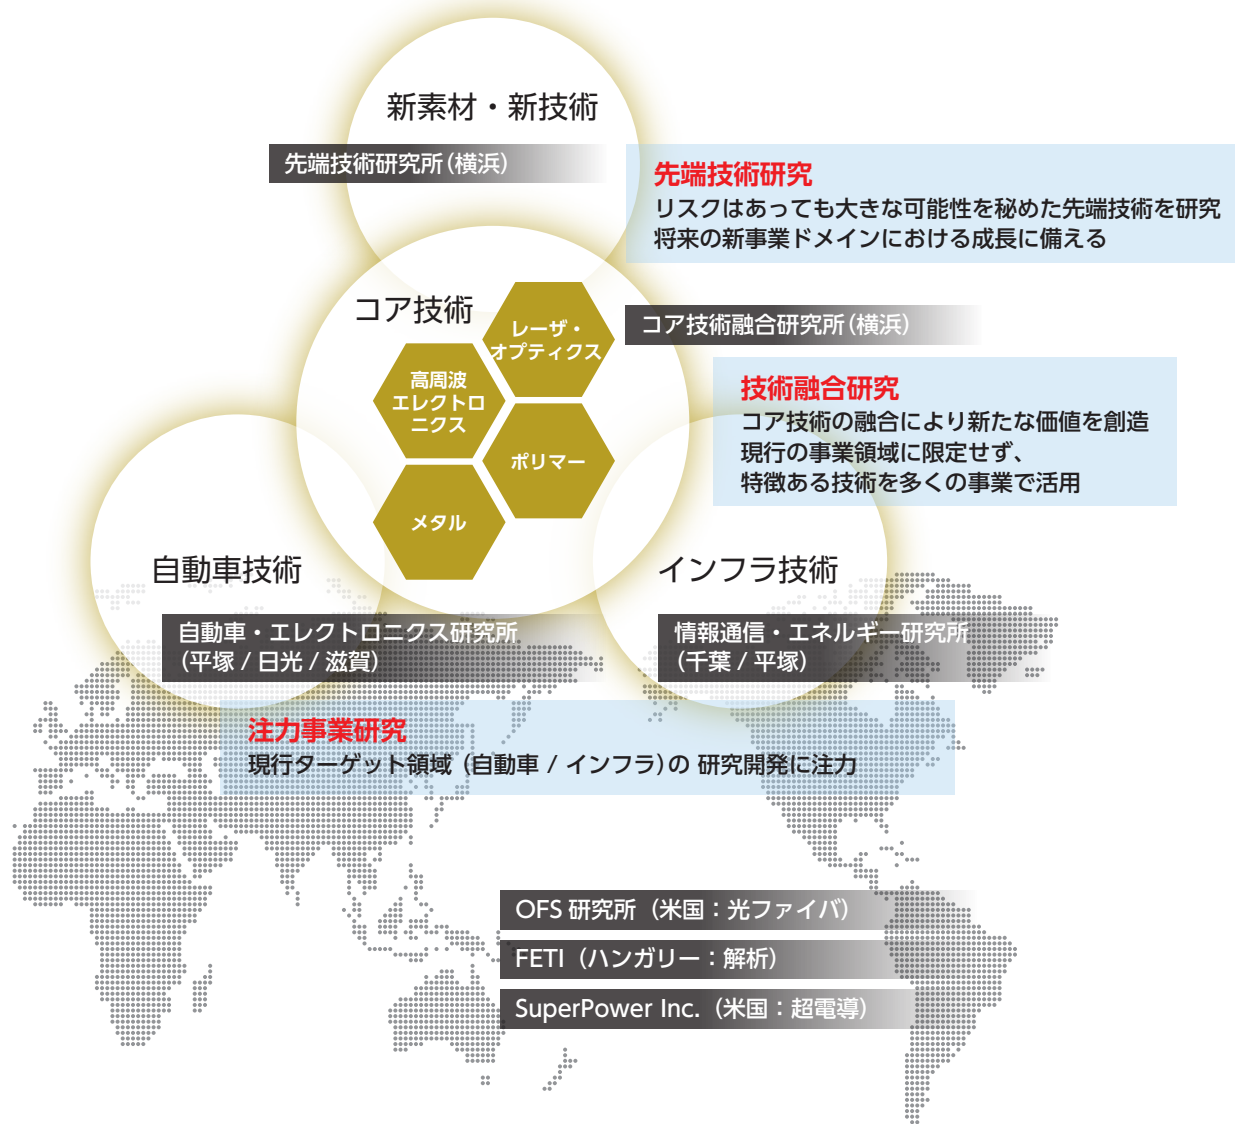 新素材・新技術
先端技術研究所(横浜)
先端技術研究
リスクはあっても大きな可能性を秘めた先端技術を研究
将来の新事業ドメインにおける成長に備える
コア技術
レーザ・
オプティクス
高周波
エレクトロ
ニクス
ポリマー
メタル
コア技術融合研究所(横浜)
技術融合研究
コア技術の融合により新たな価値を創造
現行の事業領域に限定せず、
特徴ある技術を多くの事業で活用
自動車技術
自動車・エレクトロニクス研究所
(平塚 / 日光 / 滋賀)
インフラ技術
情報通信・エネルギー研究所
(千葉 / 平塚)
注力事業研究
現行ターゲット領域 (自動車 / インフラ)の 研究開発に注力
OFS 研究所 (米国：光ファイバ)
FETI (ハンガリー：解析)
SuperPower Inc. (米国：超電導)